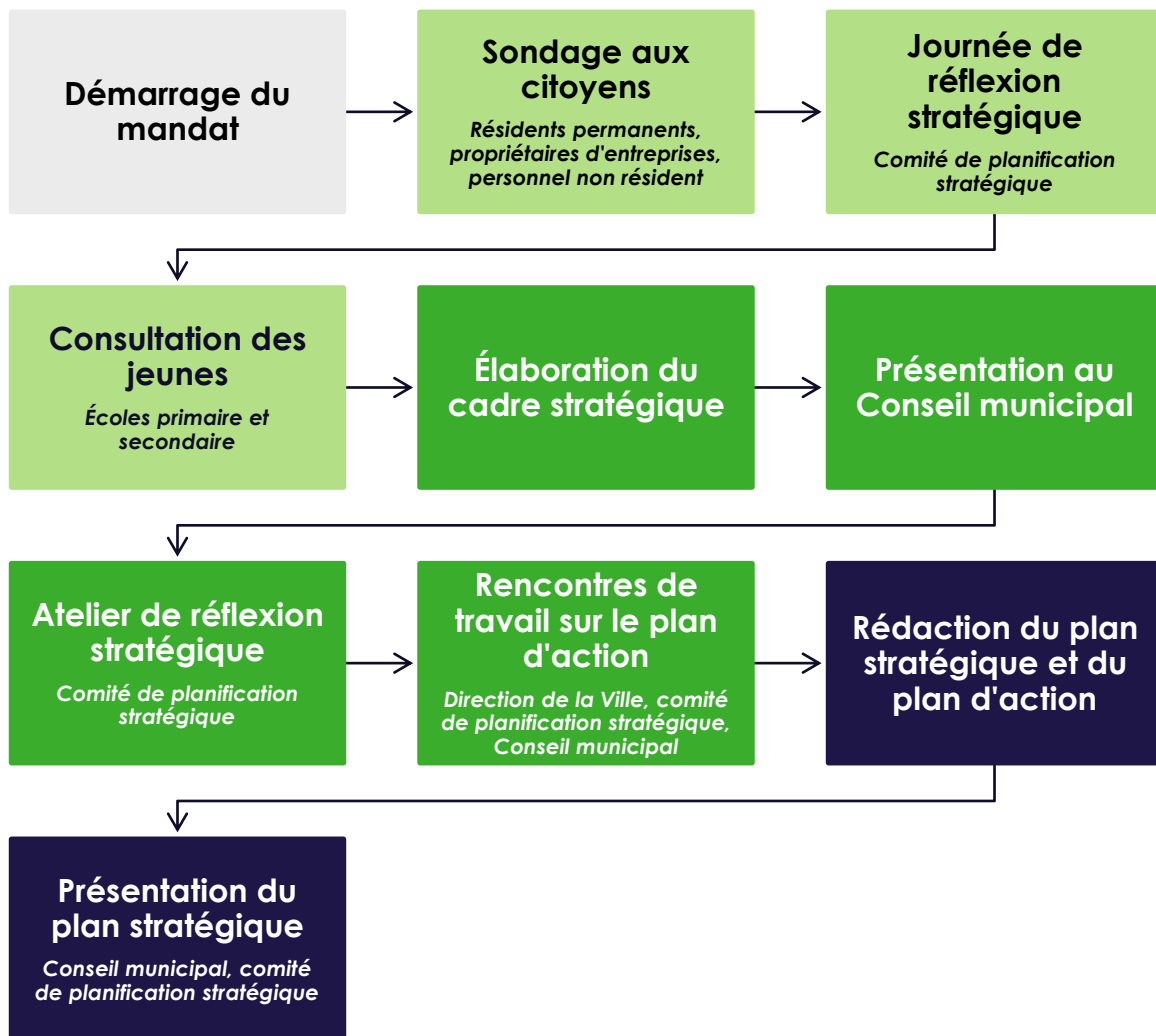 Démarrage du
mandat
Sondage aux
citoyens
Résidents permanents,
propriétaires d'entreprises,
personnel non résident
Journée de
réflexion
stratégique
Comité de planification
stratégique
Consultation des
jeunes
Écoles primaire et
secondaire
Élaboration du
cadre stratégique
Présentation au
Conseil municipal
Atelier de réflexion
stratégique
Comité de planification
stratégique
Rencontres de
travail sur le plan
d'action
Direction de la Ville, comité
de planification stratégique,
Conseil municipal
Rédaction du plan
stratégique et du
plan d'action
Présentation du
plan stratégique
Conseil municipal, comité
de planification stratégique